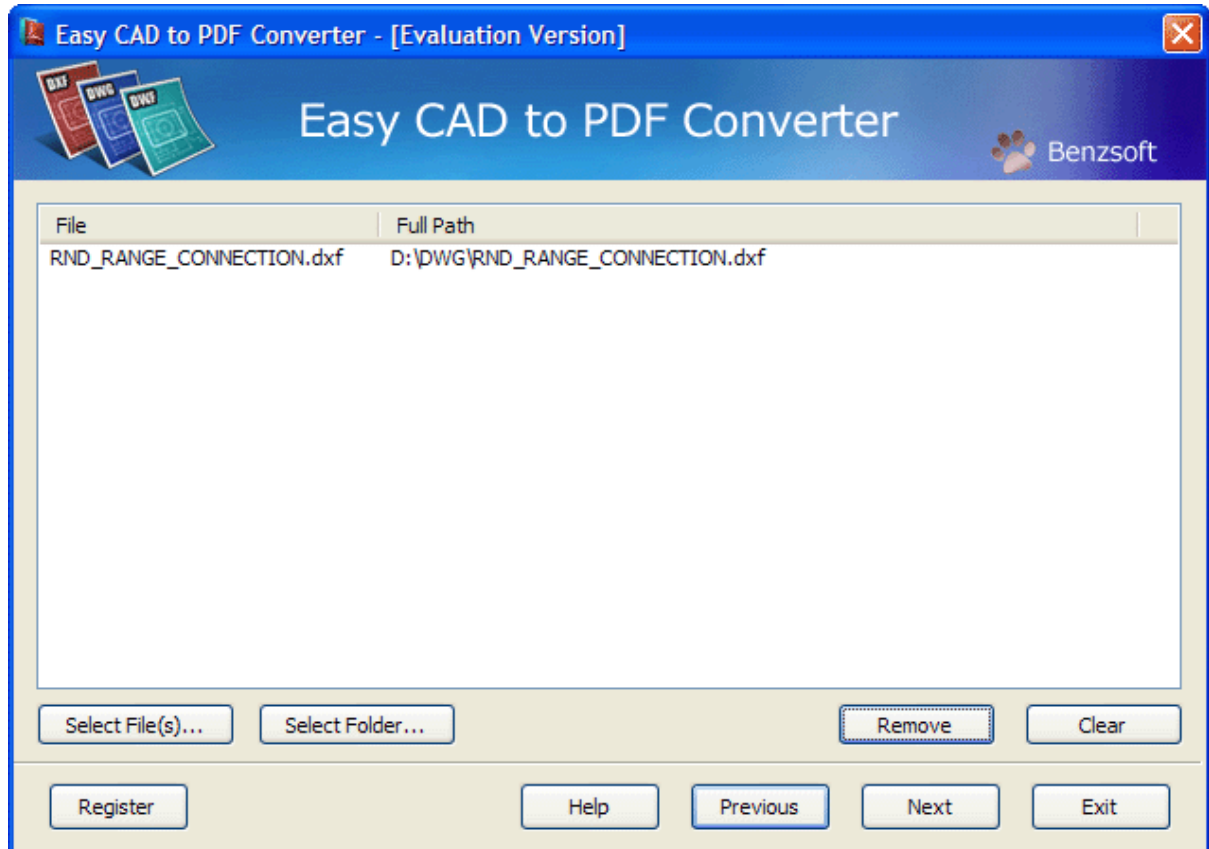 Easy CAD to PDF Converter - [Evaluation Version]
DXF
DWG
DWF
Easy CAD to PDF Converter
Benzsoft
File Full Path
RND_RANGE_CONNECTION.dxf D:\DWG\RND_RANGE_CONNECTION.dxf
Select File(s)... Select Folder... Remove Clear
Register Help Previous Next Exit